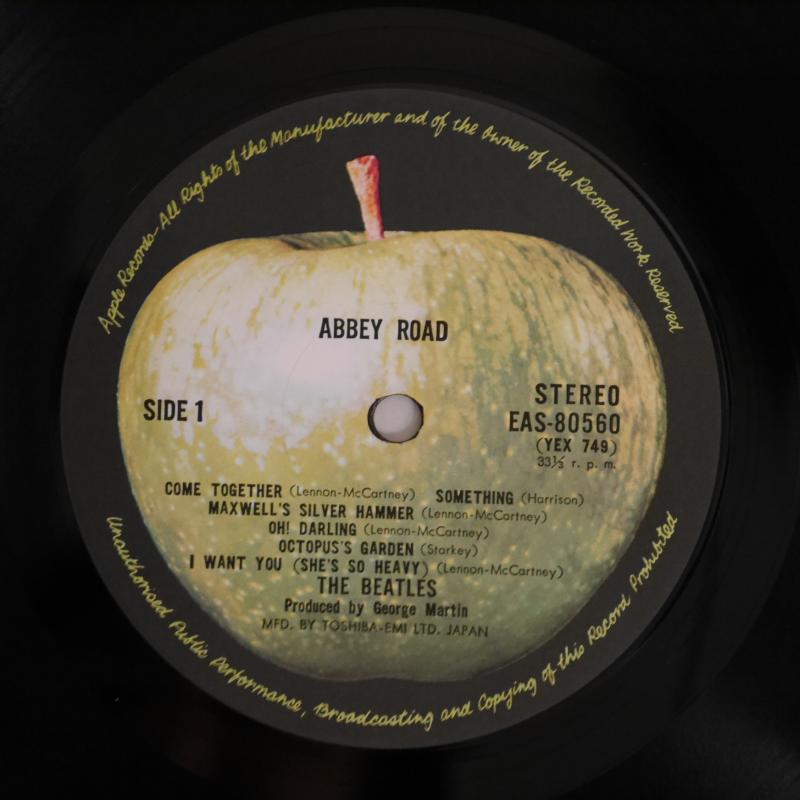 Apple Records-All Rights of the Manufacturer and of the Owner of the Recorded Work Reserved
ABBEY ROAD
SIDE 1
STEREO
EAS-80560
(YEX 749)
33⅓ r. p. m.
COME TOGETHER (Lennon-McCartney) SOMETHING (Harrison)
MAXWELL'S SILVER HAMMER (Lennon-McCartney)
OH! DARLING (Lennon-McCartney)
OCTOPUS'S GARDEN (Starkey)
I WANT YOU (SHE'S SO HEAVY) (Lennon-McCartney)
THE BEATLES
Produced by George Martin
MFD. BY TOSHIBA-EMI LTD. JAPAN
Unauthorised Public Performance, Broadcasting and Copying of this Record Prohibited